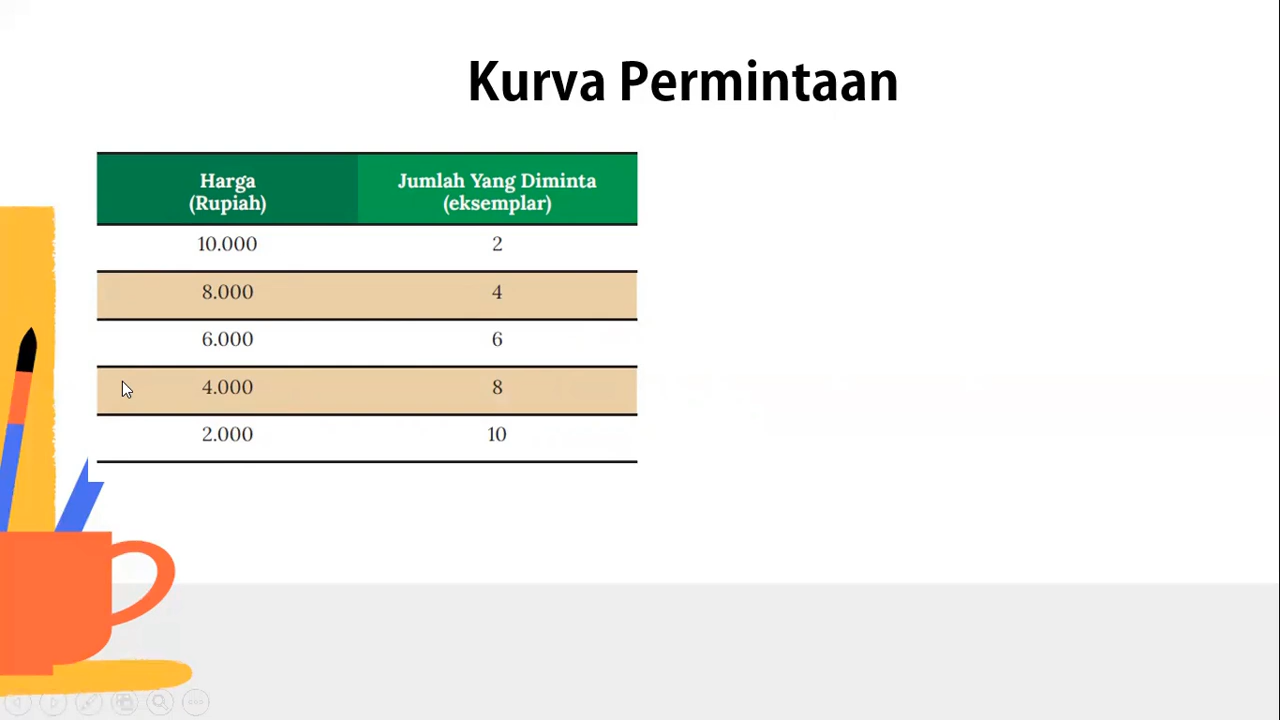 Kurva Permintaan
Harga
(Rupiah)
Jumlah Yang Diminta
(eksemplar)
10.000 2
8.000 4
6.000 6
4.000 8
2.000 10